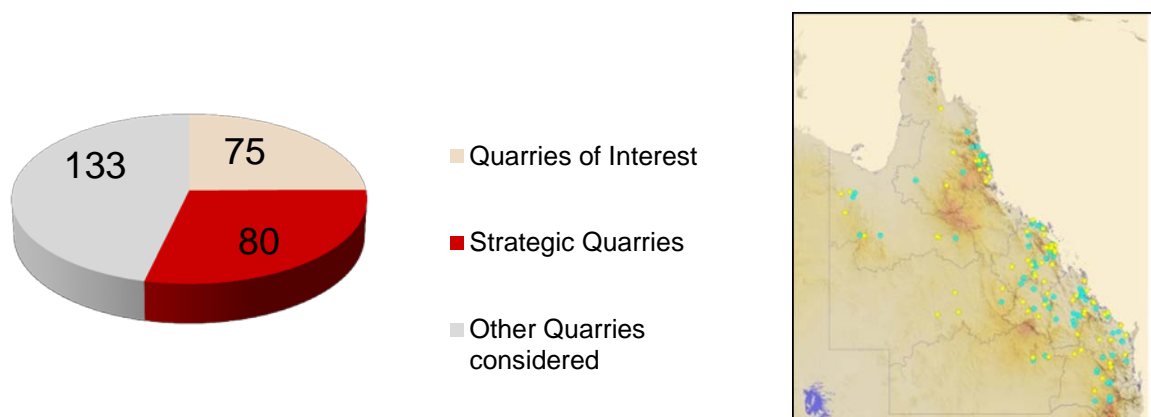 133
75
80
Quarries of Interest
Strategic Quarries
Other Quarries
considered